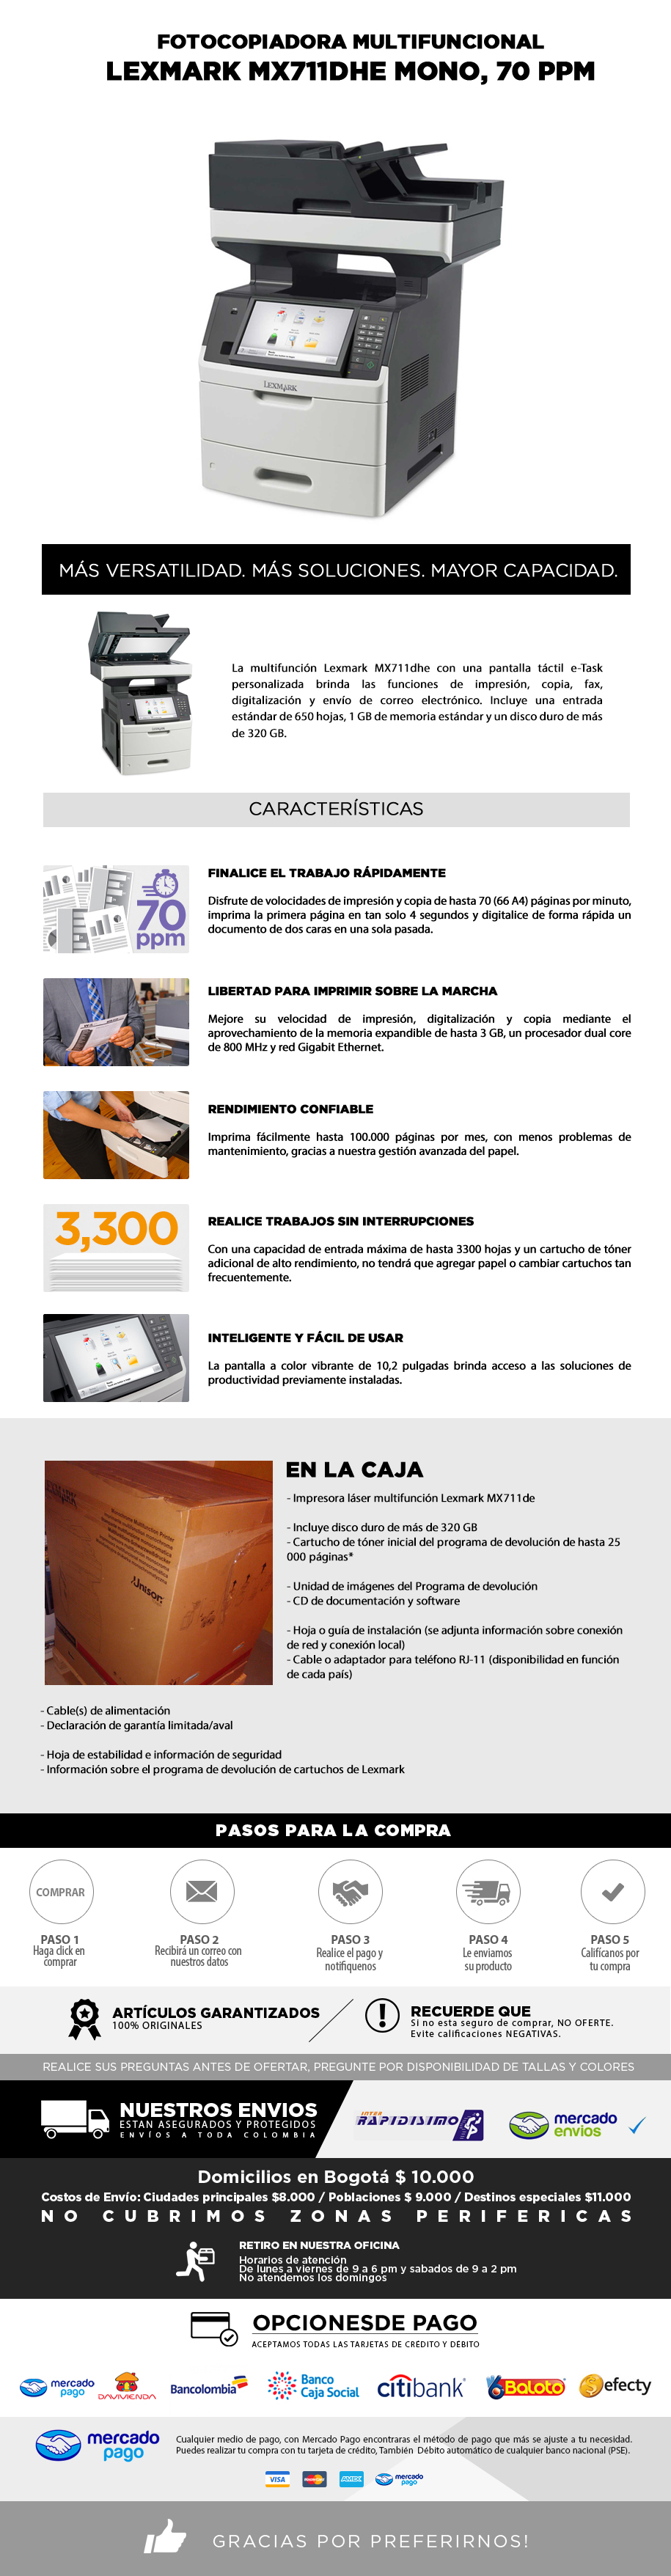 FOTOCOPIADORA MULTIFUNCIONAL
LEXMARK MX711DHE MONO, 70 PPM
LEXMARK
MÁS VERSATILIDAD. MÁS SOLUCIONES. MAYOR CAPACIDAD.
La multifunción Lexmark MX711dhe con una pantalla táctil e-Task
personalizada brinda las funciones de impresión, copia, fax,
digitalización y envío de correo electrónico. Incluye una entrada
estándar de 650 hojas, 1 GB de memoria estándar y un disco duro de más
de 320 GB.
CARACTERÍSTICAS
70
ppm
FINALICE EL TRABAJO RÁPIDAMENTE
Disfrute de velocidades de impresión y copia de hasta 70 (66 A4) páginas por minuto,
imprima la primera página en tan solo 4 segundos y digitalice de forma rápida un
documento de dos caras en una sola pasada.
LIBERTAD PARA IMPRIMIR SOBRE LA MARCHA
Mejore su velocidad de impresión, digitalización y copia mediante el
aprovechamiento de la memoria expandible de hasta 3 GB, un procesador dual core
de 800 MHz y red Gigabit Ethernet.
RENDIMIENTO CONFIABLE
Imprima fácilmente hasta 100.000 páginas por mes, con menos problemas de
mantenimiento, gracias a nuestra gestión avanzada del papel.
3,300
REALICE TRABAJOS SIN INTERRUPCIONES
Con una capacidad de entrada máxima de hasta 3300 hojas y un cartucho de tóner
adicional de alto rendimiento, no tendrá que agregar papel o cambiar cartuchos tan
frecuentemente.
INTELIGENTE Y FÁCIL DE USAR
La pantalla a color vibrante de 10,2 pulgadas brinda acceso a las soluciones de
productividad previamente instaladas.
EN LA CAJA
- Impresora láser multifunción Lexmark MX711de
- Incluye disco duro de más de 320 GB
- Cartucho de tóner inicial del programa de devolución de hasta 25
000 páginas*
- Unidad de imágenes del Programa de devolución
- CD de documentación y software
- Hoja o guía de instalación (se adjunta información sobre conexión
de red y conexión local)
- Cable o adaptador para teléfono RJ-11 (disponibilidad en función
de cada país)
Unison
- Cable(s) de alimentación
- Declaración de garantía limitada/aval
- Hoja de estabilidad e información de seguridad
- Información sobre el programa de devolución de cartuchos de Lexmark
PASOS PARA LA COMPRA
COMPRAR
PASO 1
Haga click en
comprar
PASO 2
Recibirá un correo con
nuestros datos
PASO 3
Realice el pago y
notifiquenos
PASO 4
Le enviamos
su producto
PASO 5
Califícanos por
tu compra
ARTÍCULOS GARANTIZADOS
100% ORIGINALES
RECUERDE QUE
Si no esta seguro de comprar, NO OFERTE.
Evite calificaciones NEGATIVAS.
REALICE SUS PREGUNTAS ANTES DE OFERTAR, PREGUNTE POR DISPONIBILIDAD DE TALLAS Y COLORES
NUESTROS ENVIOS
ESTAN ASEGURADOS Y PROTEGIDOS
ENVÍOS A TODA COLOMBIA
INTER
RAPIDISIMO
mercado
envios
Domicilios en Bogotá $ 10.000
Costos de Envío: Ciudades principales $8.000 / Poblaciones $ 9.000 / Destinos especiales $11.000
NO CUBRIMOS ZONAS PERIFERICAS
RETIRO EN NUESTRA OFICINA
Horarios de atención
De lunes a viernes de 9 a 6 pm y sabados de 9 a 2 pm
No atendemos los domingos
OPCIONESDE PAGO
ACEPTAMOS TODAS LAS TARJETAS DE CRÉDITO Y DÉBITO
mercado
pago
DAVIVIENDA
Bancolombia
Banco
Caja Social
citibank
Baloto
efecty
mercado
pago
Cualquier medio de pago, con Mercado Pago encontraras el método de pago que más se ajuste a tu necesidad.
Puedes realizar tu compra con tu tarjeta de crédito, También Débito automático de cualquier banco nacional (PSE).
VISA
MasterCard
AMEX
mercado
pago
GRACIAS POR PREFERIRNOS!